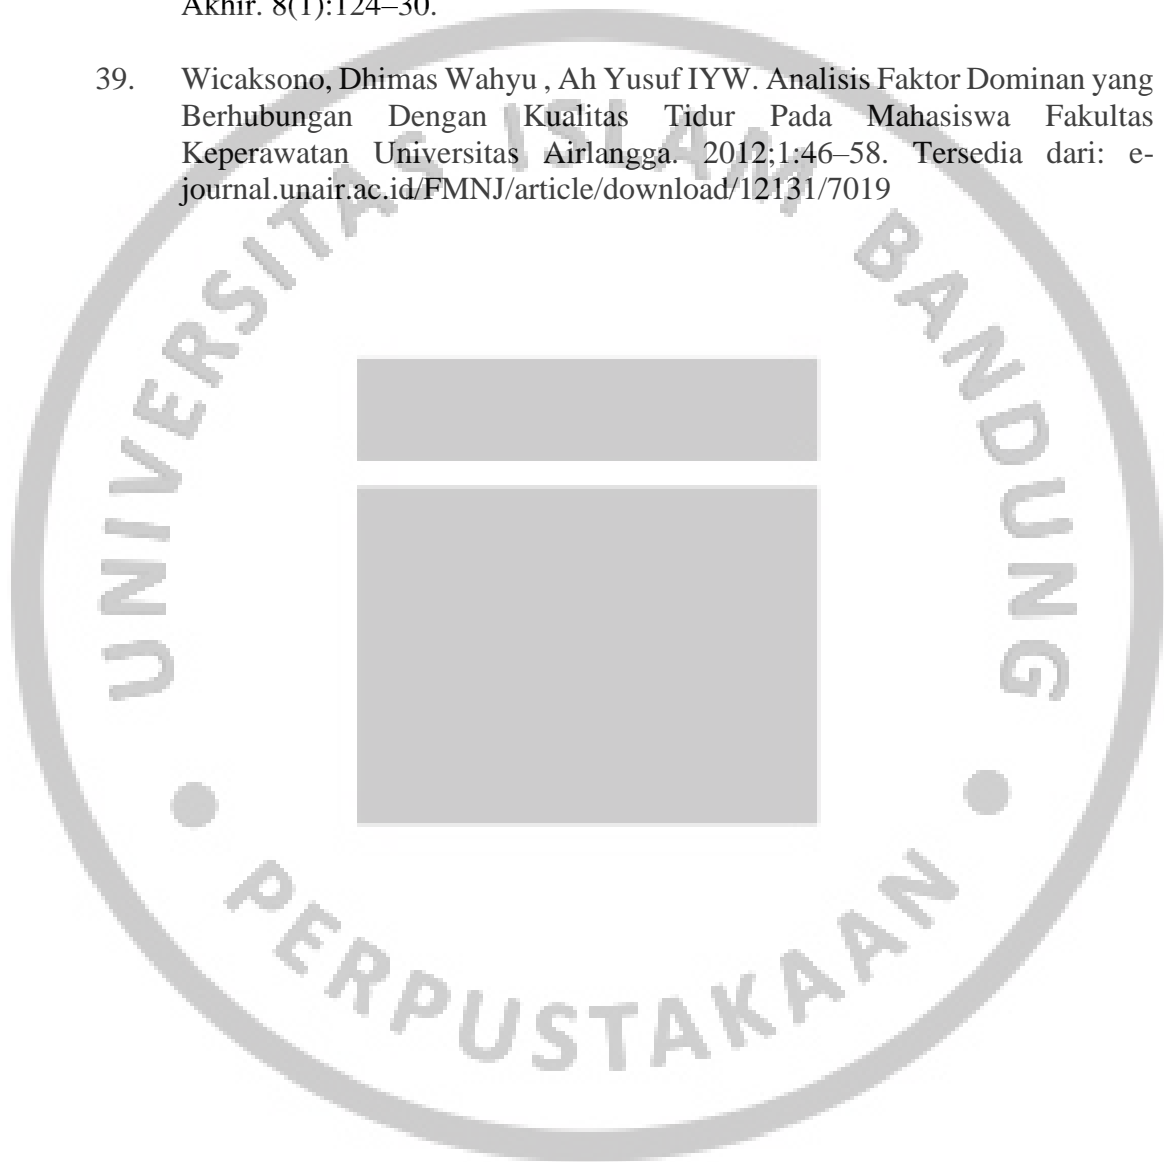 Akhir. 8(1):124–30.
39. Wicaksono, Dhimas Wahyu , Ah Yusuf IYW. Analisis Faktor Dominan yang
Berhubungan Dengan Kualitas Tidur Pada Mahasiswa Fakultas
Keperawatan Universitas Airlangga. 2012;1:46–58. Tersedia dari: e-
journal.unair.ac.id/FMNJ/article/download/12131/7019
UNIVERSITAS ISLAM BANDUNG
PERPUSTAKAAN